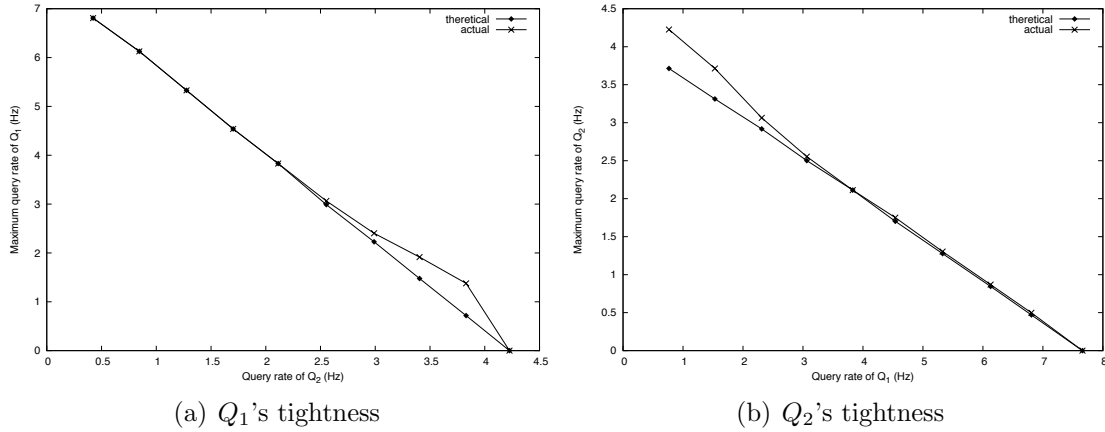 7
6
5
4
3
2
1
0
0 0.5 1 1.5 2 2.5 3 3.5 4 4.5
Maximum query rate of Q₁ (Hz)
Query rate of Q₂ (Hz)
theretical
actual
(a) Q₁'s tightness
4.5
4
3.5
3
2.5
2
1.5
1
0.5
0
0 1 2 3 4 5 6 7 8
Maximum query rate of Q₂ (Hz)
Query rate of Q₁ (Hz)
theretical
actual
(b) Q₂'s tightness